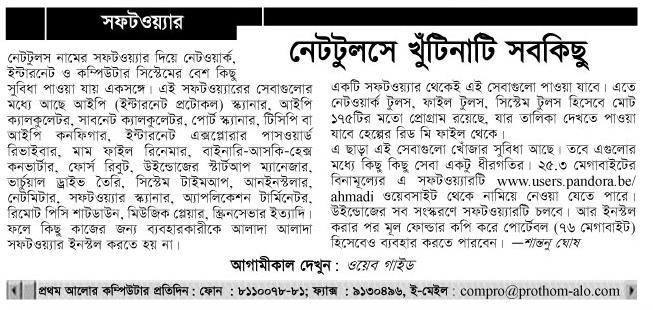 সফটওয়্যার
নেটটুলসে খুঁটিনাটি সবকিছু
নেটটুলস নামের সফটওয়্যার দিয়ে নেটওয়ার্ক,
ইন্টারনেট ও কম্পিউটার সিস্টেমের বেশ কিছু
সুবিধা পাওয়া যায় একসঙ্গে। এই সফটওয়্যারের সেবাগুলোর
মধ্যে আছে আইপি (ইন্টারনেট প্রটোকল) স্ক্যানার, আইপি
ক্যালকুলেটর, সাবনেট ক্যালকুলেটর, পোর্ট স্ক্যানার, টিসিপি বা
আইপি কনফিগার, ইন্টারনেট এক্সপ্লোরার পাসওয়ার্ড
রিভাইবার, মাম ফাইল রিনেমার, বাইনারি-আসকি-হেক্স
কনভার্টার, ফোর্স রিবুট, উইন্ডোজের স্টার্টআপ ম্যানেজার,
ভার্চুয়াল ড্রাইভ তৈরি, সিস্টেম টাইমআপ, আনইনস্টলার,
নেটমিটার, সফটওয়্যার স্ক্যানার, অ্যাপলিকেশন টার্মিনেটর,
রিমোট পিসি শাটডাউন, মিউজিক প্লেয়ার, স্ক্রিনসেভার ইত্যাদি।
ফলে কিছু কাজের জন্য ব্যবহারকারীকে আলাদা আলাদা
সফটওয়্যার ইনস্টল করতে হয় না।
একটি সফটওয়্যার থেকেই এই সেবাগুলো পাওয়া যাবে। এতে
নেটওয়ার্ক টুলস, ফাইল টুলস, সিস্টেম টুলস হিসেবে মোট
১৭৫টির মতো প্রোগ্রাম রয়েছে, যার তালিকা দেখতে পাওয়া
যাবে হেল্পের রিড মি ফাইল থেকে।
এ ছাড়া এই সেবাগুলো খোঁজার সুবিধা আছে। তবে এগুলোর
মধ্যে কিছু কিছু সেবা একটু ধীরগতির। ২৫.৩ মেগাবাইটের
বিনামূল্যের এ সফটওয়্যারটি www.users.pandora.be/
ahmadi ওয়েবসাইট থেকে নামিয়ে নেওয়া যেতে পারে।
উইন্ডোজের সব সংস্করণে সফটওয়্যারটি চলবে। আর ইনস্টল
করার পর মূল ফোল্ডার কপি করে পোর্টেবল (৭৬ মেগাবাইট)
হিসেবেও ব্যবহার করতে পারবেন। —শান্তনু ঘোষ
আগামীকাল দেখুন : ওয়েব গাইড
প্রথম আলোর কম্পিউটার প্রতিদিন : ফোন : ৮১১০০৭৮-৮১; ফ্যাক্স : ৯১৩০৪৯৬, ই-মেইল : compro@prothom-alo.com